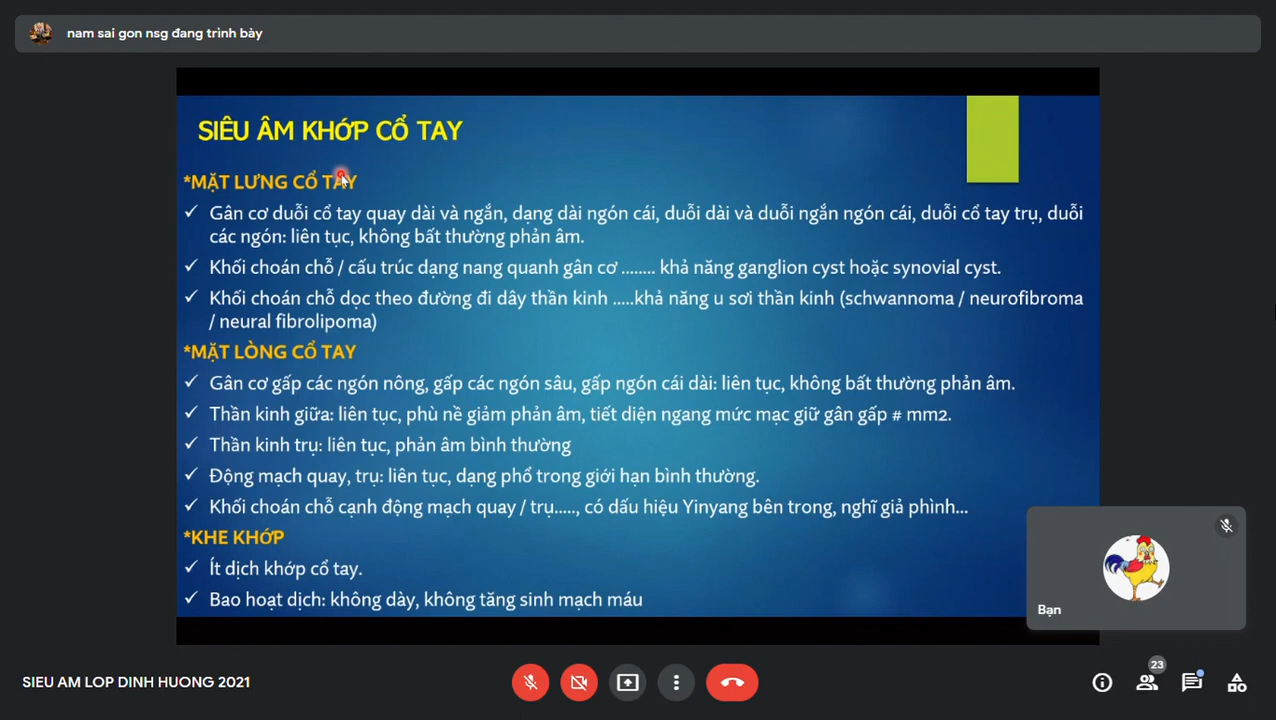 nam sai gon nsg đang trình bày
SIÊU ÂM KHỚP CỔ TAY
*MẶT LƯNG CỔ TAY
✓ Gân cơ duỗi cổ tay quay dài và ngắn, dạng dài ngón cái, duỗi dài và duỗi ngắn ngón cái, duỗi cổ tay trụ, duỗi
các ngón: liên tục, không bất thường phản âm.
✓ Khối choán chỗ / cấu trúc dạng nang quanh gân cơ ........ khả năng ganglion cyst hoặc synovial cyst.
✓ Khối choán chỗ dọc theo đường đi dây thần kinh .....khả năng u sợi thần kinh (schwannoma / neurofibroma
/ neural fibrolipoma)
*MẶT LÒNG CỔ TAY
✓ Gân cơ gấp các ngón nông, gấp các ngón sâu, gấp ngón cái dài: liên tục, không bất thường phản âm.
✓ Thần kinh giữa: liên tục, phù nề giảm phản âm, tiết diện ngang mức mạc giữ gân gấp # mm2.
✓ Thần kinh trụ: liên tục, phản âm bình thường
✓ Động mạch quay, trụ: liên tục, dạng phổ trong giới hạn bình thường.
✓ Khối choán chỗ cạnh động mạch quay / trụ....., có dấu hiệu Yinyang bên trong, nghĩ giả phình...
*KHE KHỚP
✓ Ít dịch khớp cổ tay.
✓ Bao hoạt dịch: không dày, không tăng sinh mạch máu
Bạn
SIEU AM LOP DINH HUONG 2021
23